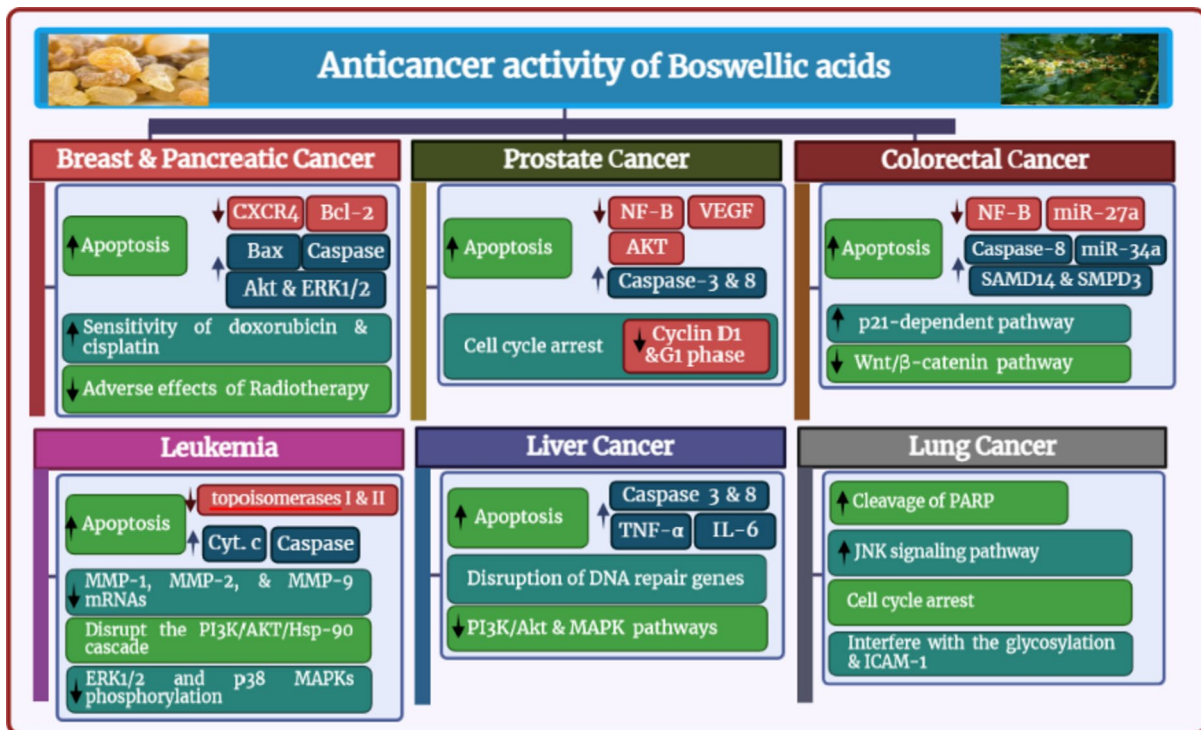 Anticancer activity of Boswellic acids
Breast & Pancreatic Cancer
Apoptosis
CXCR4
Bcl-2
Bax
Caspase
Akt & ERK1/2
Sensitivity of doxorubicin &
cisplatin
Adverse effects of Radiotherapy
Prostate Cancer
Apoptosis
NF-B
VEGF
AKT
Caspase-3 & 8
Cell cycle arrest
Cyclin D1
&G1 phase
Colorectal Cancer
Apoptosis
NF-B
miR-27a
Caspase-8
miR-34a
SAMD14 & SMPD3
p21-dependent pathway
Wnt/β-catenin pathway
Leukemia
Apoptosis
topoisomerases I & II
Cyt. c
Caspase
MMP-1, MMP-2, & MMP-9
mRNAs
Disrupt the PI3K/AKT/Hsp-90
cascade
ERK1/2 and p38 MAPKs
phosphorylation
Liver Cancer
Apoptosis
Caspase 3 & 8
TNF-α
IL-6
Disruption of DNA repair genes
PI3K/Akt & MAPK pathways
Lung Cancer
Cleavage of PARP
JNK signaling pathway
Cell cycle arrest
Interfere with the glycosylation
& ICAM-1